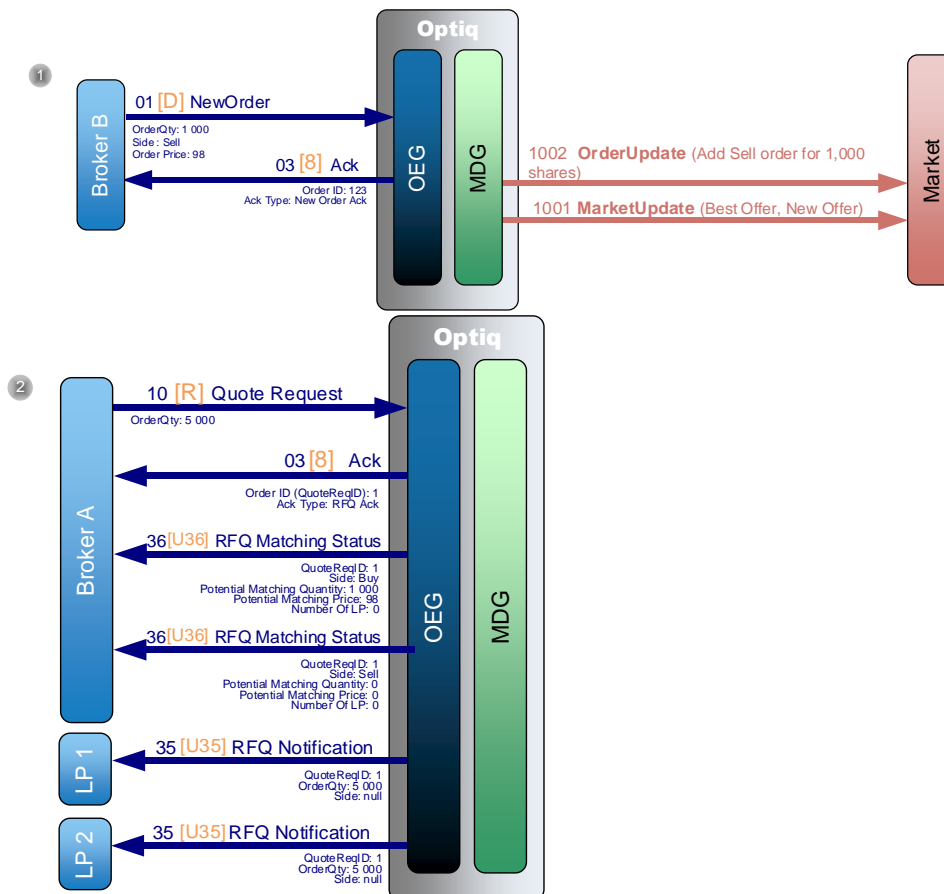 Optiq
1
Broker B
01 [D] NewOrder
OrderQty: 1 000
Side : Sell
Order Price: 98
03 [8] Ack
Order ID: 123
Ack Type: New Order Ack
OEG
MDG
1002 OrderUpdate (Add Sell order for 1,000
shares)
1001 MarketUpdate (Best Offer, New Offer)
Market
Optiq
2
Broker A
10 [R] Quote Request
OrderQty: 5 000
03 [8] Ack
Order ID (QuoteReqID): 1
Ack Type: RFQ Ack
36[U36] RFQ Matching Status
QuoteReqID: 1
Side: Buy
Potential Matching Quantity: 1 000
Potential Matching Price: 98
Number Of LP: 0
36[U36] RFQ Matching Status
QuoteReqID: 1
Side: Sell
Potential Matching Quantity: 0
Potential Matching Price: 0
Number Of LP: 0
OEG
MDG
LP 1
35 [U35] RFQ Notification
QuoteReqID: 1
OrderQty: 5 000
Side: null
LP 2
35 [U35] RFQ Notification
QuoteReqID: 1
OrderQty: 5 000
Side: null